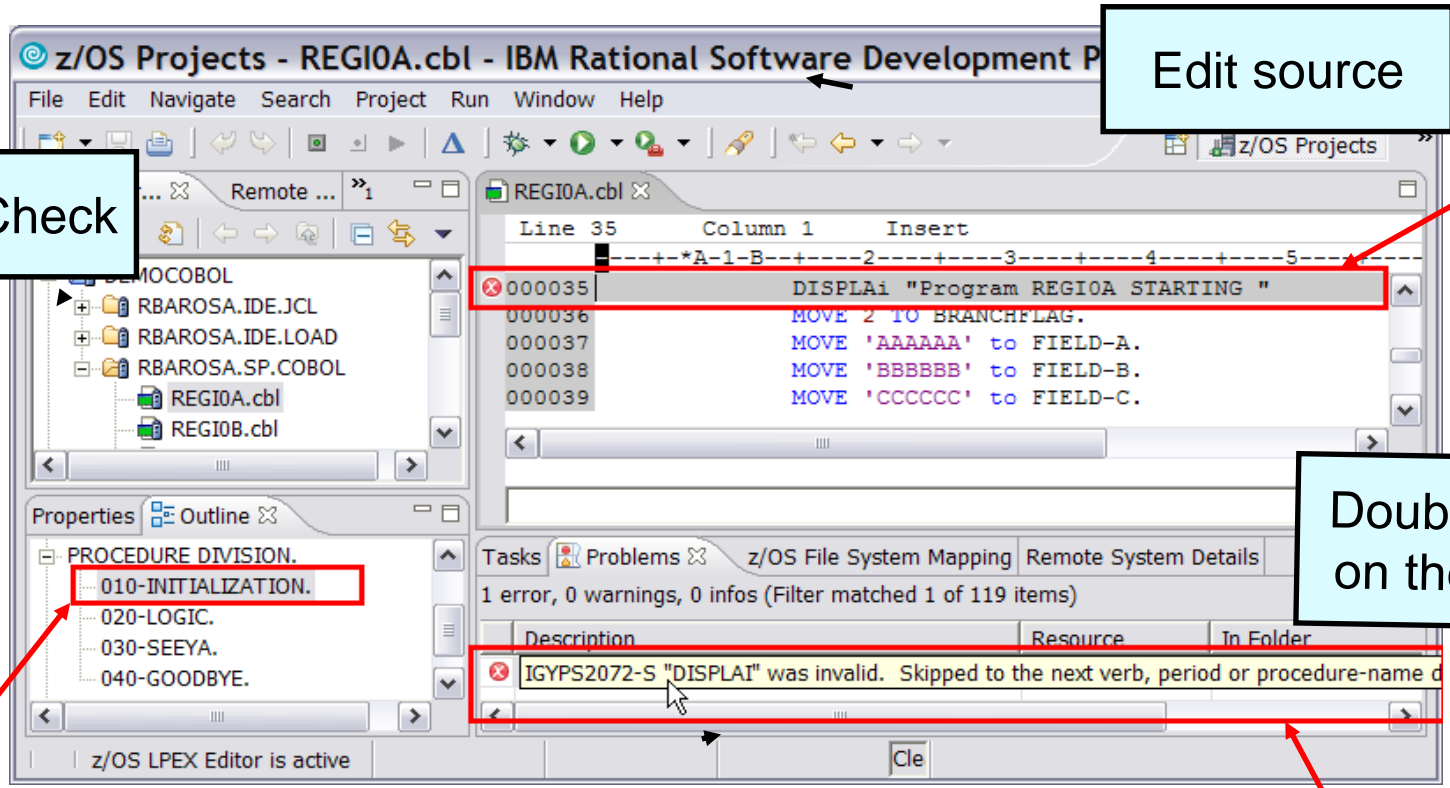 z/OS Projects - REGI0A.cbl - IBM Rational Software Development P
Edit source
File Edit Navigate Search Project Run Window Help
z/OS Projects »
Check
... Remote ... »1
REGI0A.cbl
Line 35 Column 1 Insert
----+-*A-1-B--+----2----+----3----+----4----+----5----+----
000035 DISPLAi "Program REGI0A STARTING "
000036 MOVE 2 TO BRANCHFLAG.
000037 MOVE 'AAAAAA' to FIELD-A.
000038 MOVE 'BBBBBB' to FIELD-B.
000039 MOVE 'CCCCCC' to FIELD-C.
DEMOCOBOL
RBAROSA.IDE.JCL
RBAROSA.IDE.LOAD
RBAROSA.SP.COBOL
REGI0A.cbl
REGI0B.cbl
Doub
on the
Properties Outline
PROCEDURE DIVISION.
010-INITIALIZATION.
020-LOGIC.
030-SEEYA.
040-GOODBYE.
Tasks Problems z/OS File System Mapping Remote System Details
1 error, 0 warnings, 0 infos (Filter matched 1 of 119 items)
Description Resource In Folder
IGYPS2072-S "DISPLAI" was invalid. Skipped to the next verb, period or procedure-name d
z/OS LPEX Editor is active
Cle